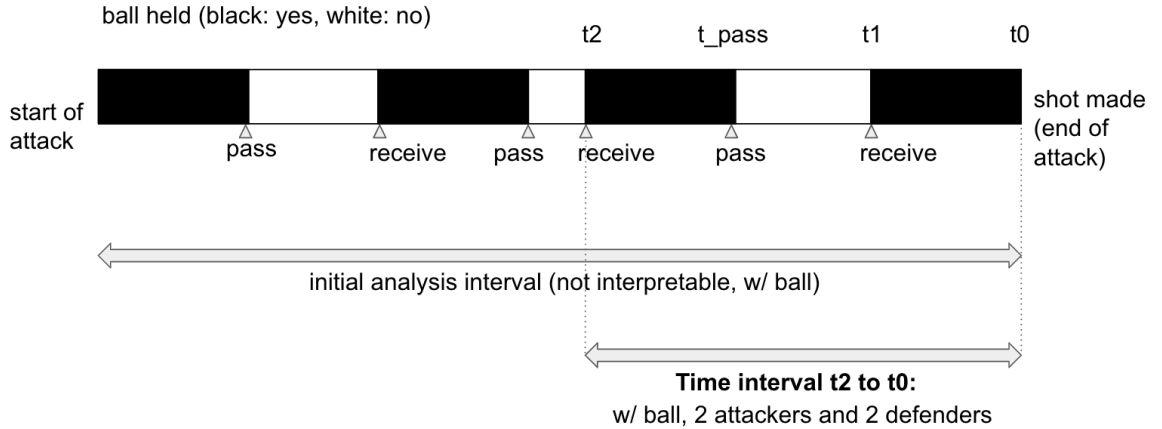 ball held (black: yes, white: no)
t2 t_pass t1 t0
start of
attack
shot made
(end of
attack)
pass receive pass receive pass receive
initial analysis interval (not interpretable, w/ ball)
Time interval t2 to t0:
w/ ball, 2 attackers and 2 defenders